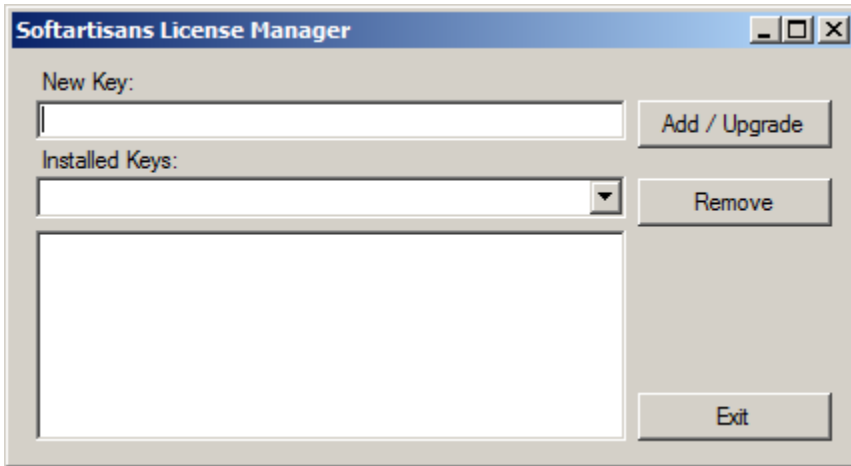 Softartisans License Manager
New Key:
Add / Upgrade
Installed Keys:
Remove
Exit